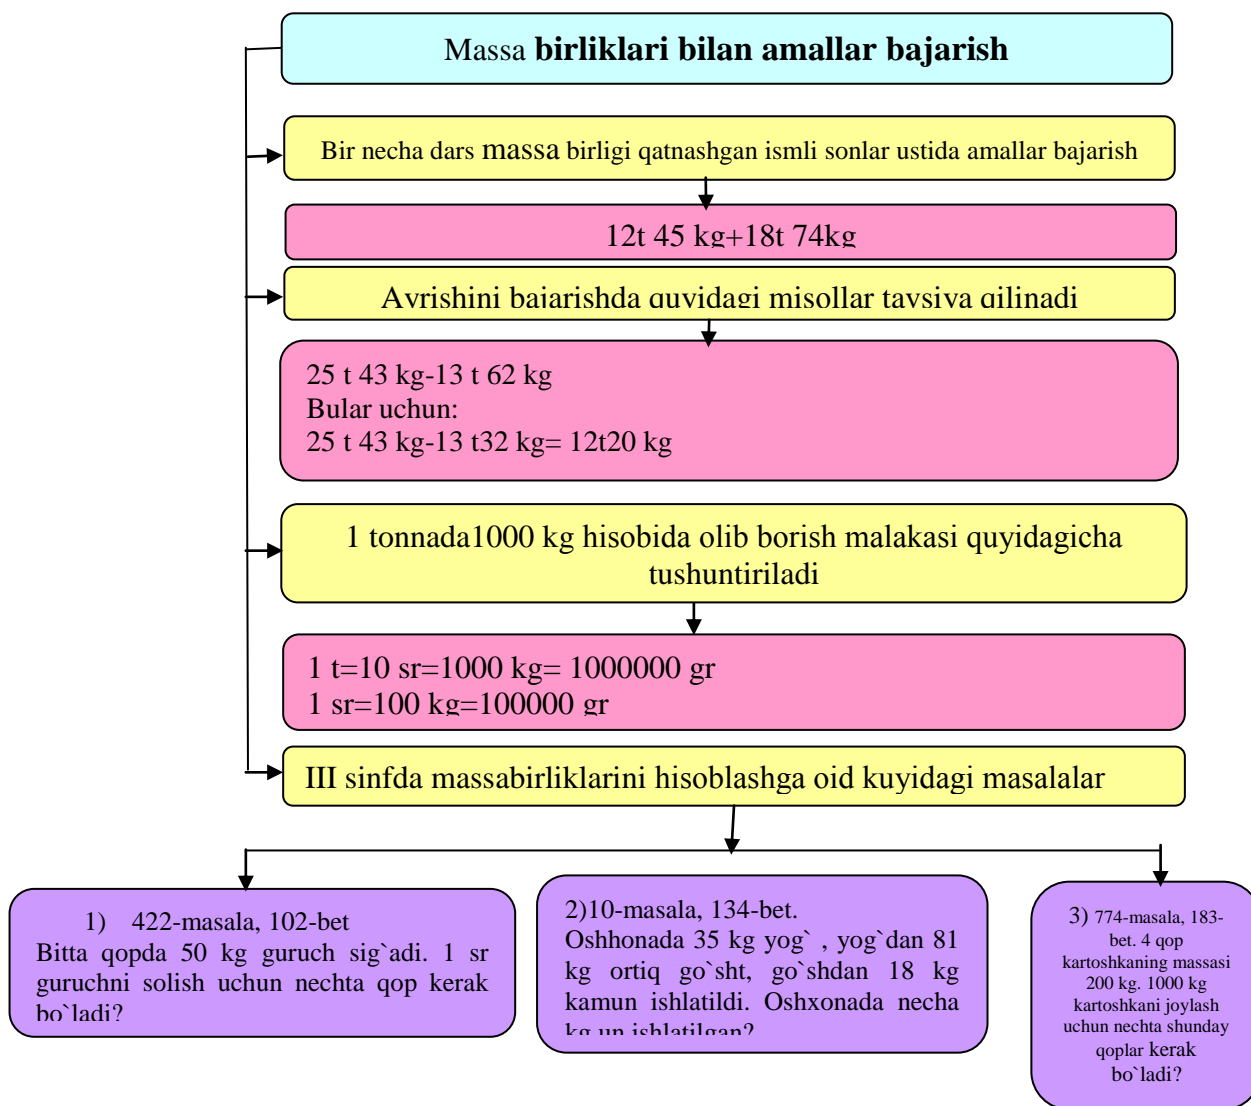 Massa birliklari bilan amallar bajarish
Bir necha dars massa birligi qatnashgan ismli sonlar ustida amallar bajarish
12t 45 kg+18t 74kg
Ayrishini bajarishda quyidagi misollar tavsiya qilinadi
25 t 43 kg-13 t 62 kg
Bular uchun:
25 t 43 kg-13 t32 kg= 12t20 kg
1 tonnada1000 kg hisobida olib borish malakasi quyidagicha
tushuntiriladi
1 t=10 sr=1000 kg= 1000000 gr
1 sr=100 kg=100000 gr
III sinfda massabirliklarini hisoblashga oid kuyidagi masalalar
1) 422-masala, 102-bet
Bitta qopda 50 kg guruch sig`adi. 1 sr
guruchni solish uchun nechta qop kerak
bo`ladi?
2)10-masala, 134-bet.
Oshhonada 35 kg yog` , yog`dan 81
kg ortiq go`sht, go`shdan 18 kg
kamun ishlatildi. Oshxonada necha
kg un ishlatilgan?
3) 774-masala, 183-
bet. 4 qop
kartoshkaning massasi
200 kg. 1000 kg
kartoshkani joylash
uchun nechta shunday
qoplar kerak
bo`ladi?